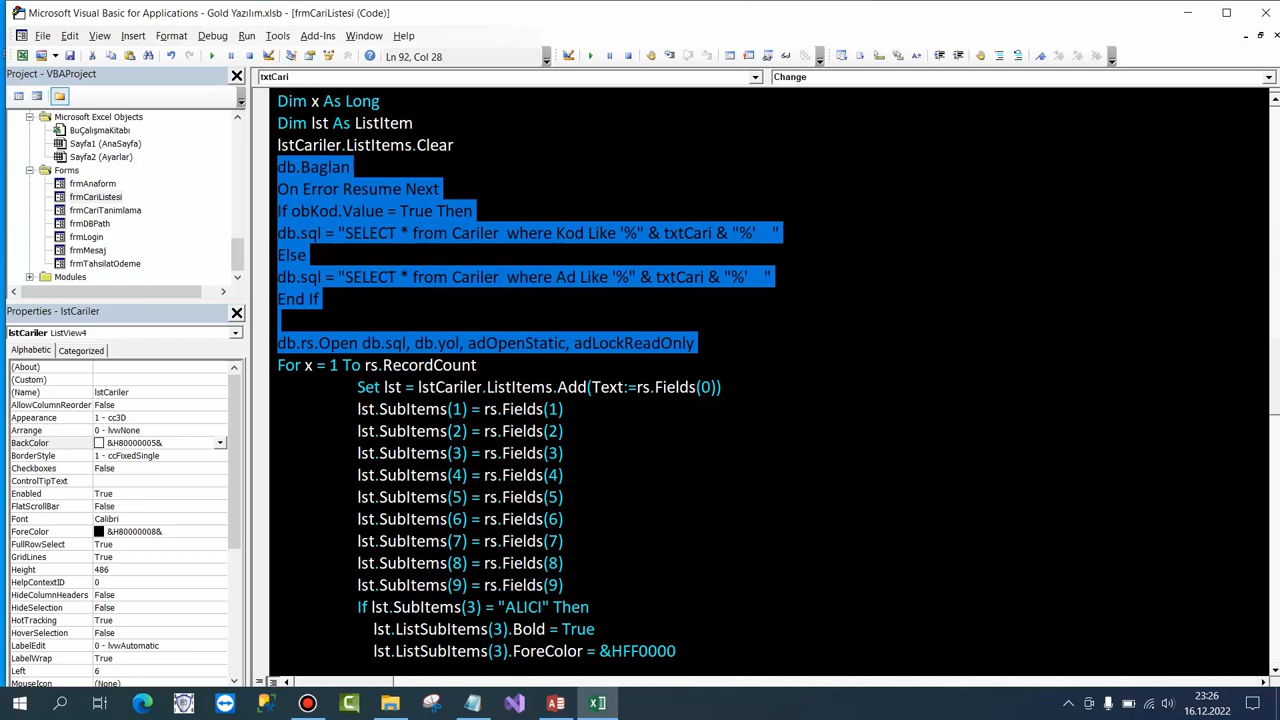 Microsoft Visual Basic for Applications - Gold Yazılım.xlsb - [frmCariListesi (Code)]
File Edit View Insert Format Debug Run Tools Add-Ins Window Help
Ln 92, Col 28
Project - VBAProject
txtCari
Change
Microsoft Excel Objects
BuÇalışmaKitabı
Sayfa1 (AnaSayfa)
Sayfa2 (Ayarlar)
Forms
frmAnaform
frmCariListesi
frmCariTanimlama
frmDBPath
frmLogin
frmMesaj
frmTahsilatOdeme
Modules
Properties - lstCariler
lstCariler ListView4
Alphabetic Categorized
(About)
(Custom)
(Name) lstCariler
AllowColumnReorder False
Appearance 1 - cc3D
Arrange 0 - lvwNone
BackColor &H80000005&
BorderStyle 1 - ccFixedSingle
Checkboxes False
ControlTipText
Enabled True
FlatScrollBar False
Font Calibri
ForeColor &H80000008&
FullRowSelect True
GridLines True
Height 486
HelpContextID 0
HideColumnHeaders False
HideSelection False
HotTracking True
HoverSelection False
LabelEdit 0 - lvwAutomatic
LabelWrap True
Left 6
MouseIcon (None)
Dim x As Long
Dim lst As ListItem
lstCariler.ListItems.Clear
db.Baglan
On Error Resume Next
If obKod.Value = True Then
db.sql = "SELECT * from Cariler  where Kod Like '%" & txtCari & "%'    "
Else
db.sql = "SELECT * from Cariler  where Ad Like '%" & txtCari & "%'    "
End If
db.rs.Open db.sql, db.yol, adOpenStatic, adLockReadOnly
For x = 1 To rs.RecordCount
Set lst = lstCariler.ListItems.Add(Text:=rs.Fields(0))
lst.SubItems(1) = rs.Fields(1)
lst.SubItems(2) = rs.Fields(2)
lst.SubItems(3) = rs.Fields(3)
lst.SubItems(4) = rs.Fields(4)
lst.SubItems(5) = rs.Fields(5)
lst.SubItems(6) = rs.Fields(6)
lst.SubItems(7) = rs.Fields(7)
lst.SubItems(8) = rs.Fields(8)
lst.SubItems(9) = rs.Fields(9)
If lst.SubItems(3) = "ALICI" Then
lst.ListSubItems(3).Bold = True
lst.ListSubItems(3).ForeColor = &HFF0000
23:26
16.12.2022